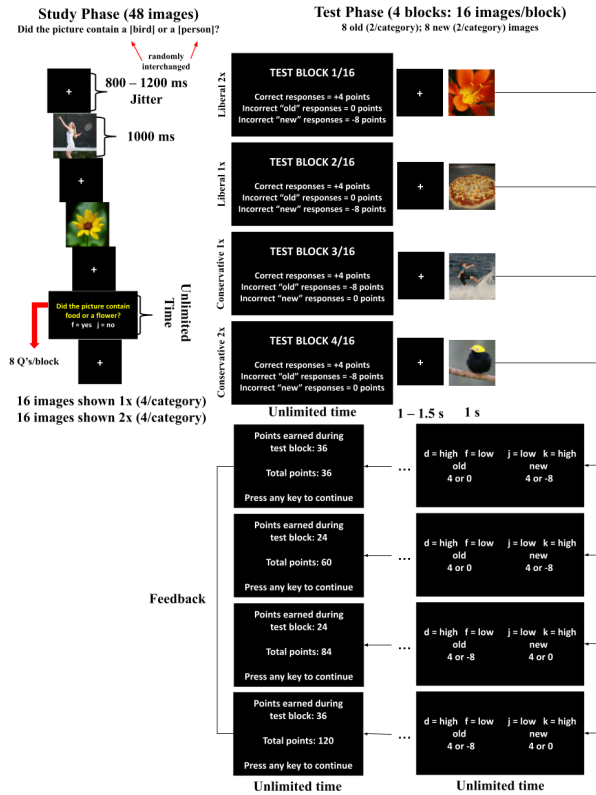 Study Phase (48 images)
Did the picture contain a [bird] or a [person]?
randomly
interchanged
+
800 – 1200 ms
Jitter
1000 ms
+
+
Did the picture contain
food or a flower?
f = yes j = no
Unlimited
Time
8 Q's/block
+
16 images shown 1x (4/category)
16 images shown 2x (4/category)
Test Phase (4 blocks: 16 images/block)
8 old (2/category); 8 new (2/category) images
Liberal 2x
TEST BLOCK 1/16
Correct responses = +4 points
Incorrect “old” responses = 0 points
Incorrect “new” responses = -8 points
+
Liberal 1x
TEST BLOCK 2/16
Correct responses = +4 points
Incorrect “old” responses = 0 points
Incorrect “new” responses = -8 points
+
Conservative 1x
TEST BLOCK 3/16
Correct responses = +4 points
Incorrect “old” responses = -8 points
Incorrect “new” responses = 0 points
+
Conservative 2x
TEST BLOCK 4/16
Correct responses = +4 points
Incorrect “old” responses = -8 points
Incorrect “new” responses = 0 points
+
Unlimited time
1 – 1.5 s
1 s
Feedback
Points earned during
test block: 36
Total points: 36
Press any key to continue
...
d = high f = low j = low k = high
old new
4 or 0 4 or -8
Points earned during
test block: 24
Total points: 60
Press any key to continue
...
d = high f = low j = low k = high
old new
4 or 0 4 or -8
Points earned during
test block: 24
Total points: 84
Press any key to continue
...
d = high f = low j = low k = high
old new
4 or -8 4 or 0
Points earned during
test block: 36
Total points: 120
Press any key to continue
...
d = high f = low j = low k = high
old new
4 or -8 4 or 0
Unlimited time
Unlimited time